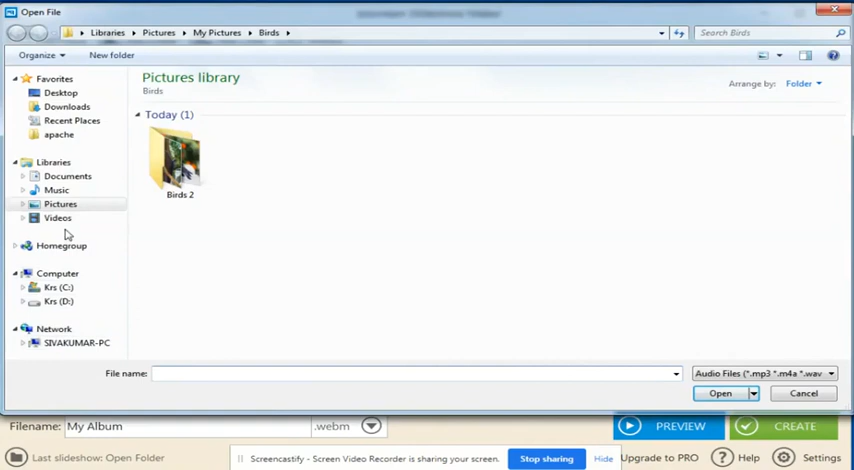 Open File
Libraries Pictures My Pictures Birds
Search Birds
Organize New folder
Pictures library
Birds
Arrange by: Folder
Today (1)
Birds 2
Favorites
Desktop
Downloads
Recent Places
apache
Libraries
Documents
Music
Pictures
Videos
Homegroup
Computer
Krs (C:)
Krs (D:)
Network
SIVAKUMAR-PC
File name:
Audio Files (*.mp3 *.m4a *.wav
Open Cancel
Filename: My Album .webm PREVIEW CREATE
Last slideshow: Open Folder
Screencastify - Screen Video Recorder is sharing your screen. Stop sharing Hide
Upgrade to PRO Help Settings